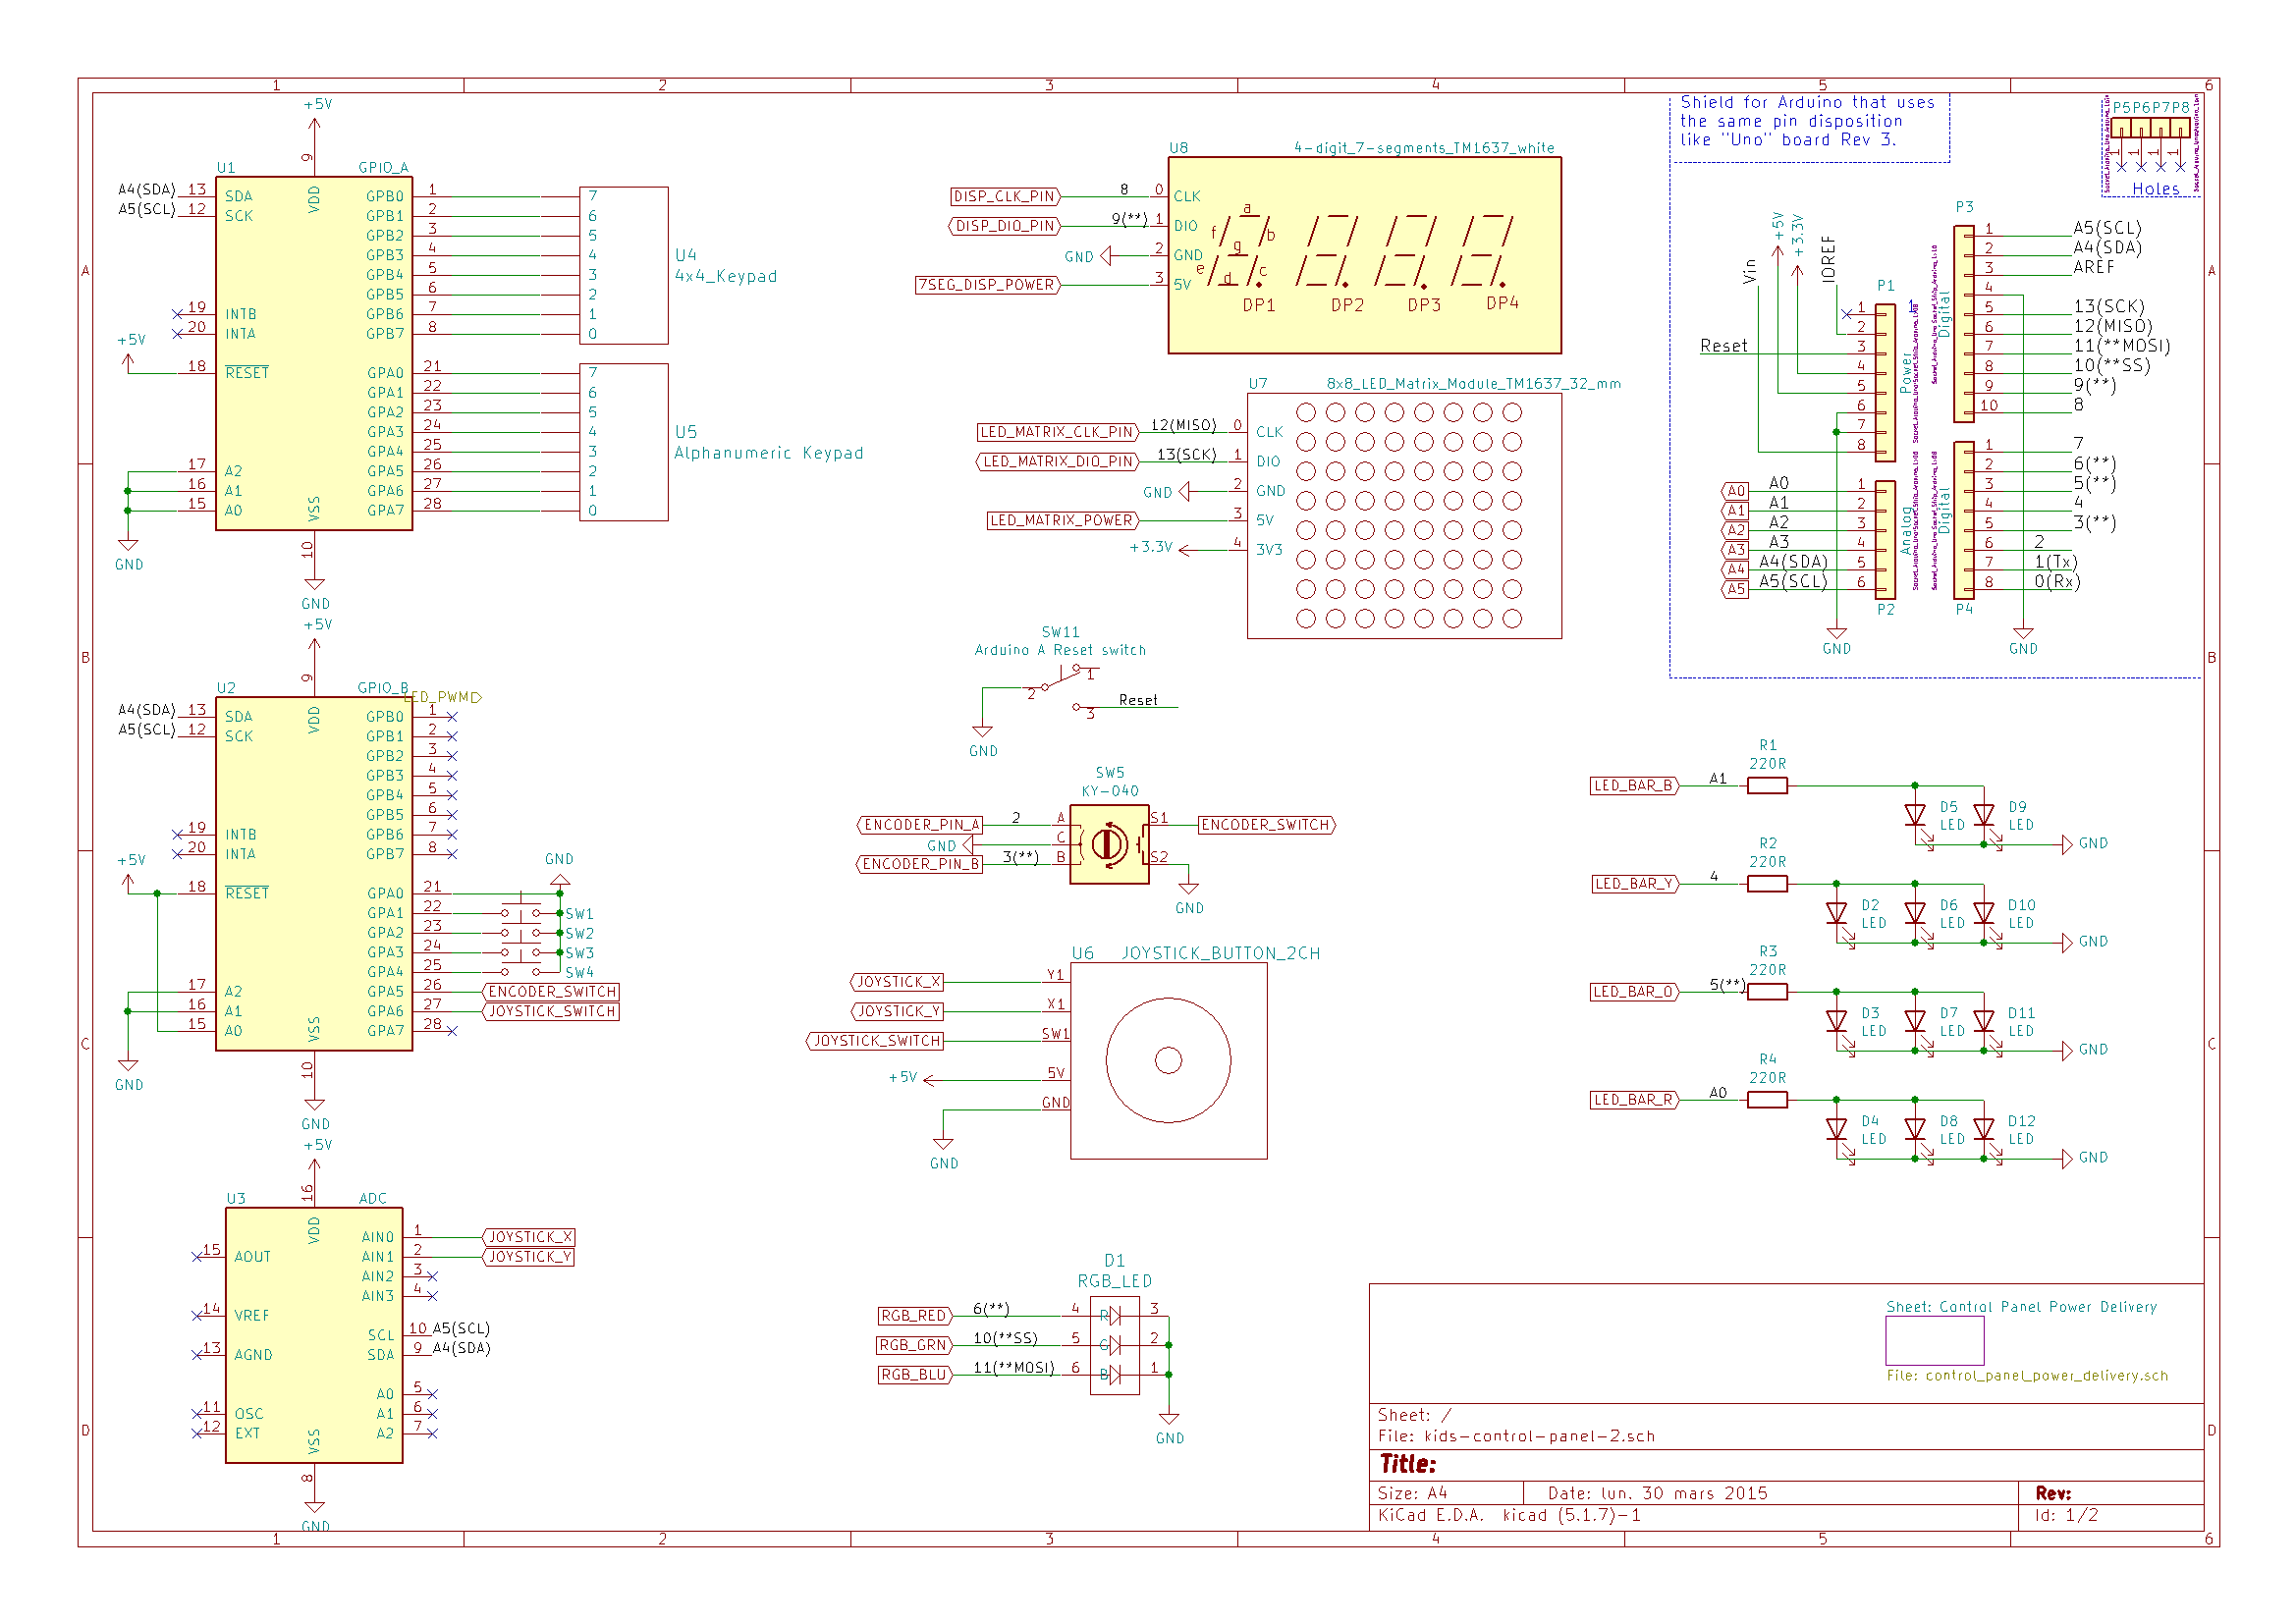 1 2 3 4 5 6
A
B
C
D
+5V
9
U1 GPIO_A
A4(SDA) 13 SDA VDD GPB0 1
A5(SCL) 12 SCK GPB1 2
GPB2 3
GPB3 4
GPB4 5
GPB5 6
19 INTB GPB6 7
20 INTA GPB7 8
+5V
18 RESET GPA0 21
GPA1 22
GPA2 23
GPA3 24
GPA4 25
17 A2 GPA5 26
16 A1 GPA6 27
15 A0 VSS GPA7 28
GND
10
GND
7
6
5
4
3
2
1
0
U4
4x4_Keypad
7
6
5
4
3
2
1
0
U5
Alphanumeric Keypad
+5V
9
U2 GPIO_B
LED_PWM
A4(SDA) 13 SDA VDD GPB0 1
A5(SCL) 12 SCK GPB1 2
GPB2 3
GPB3 4
GPB4 5
GPB5 6
19 INTB GPB6 7
20 INTA GPB7 8
+5V
18 RESET GPA0 21
GPA1 22
GPA2 23
GPA3 24
GPA4 25
17 A2 GPA5 26
16 A1 GPA6 27
15 A0 VSS GPA7 28
GND
SW1
SW2
SW3
SW4
ENCODER_SWITCH
JOYSTICK_SWITCH
GND
10
GND
+5V
16
U3 ADC
VDD AIN0 1 JOYSTICK_X
15 AOUT AIN1 2 JOYSTICK_Y
AIN2 3
AIN3 4
14 VREF
SCL 10 A5(SCL)
13 AGND SDA 9 A4(SDA)
A0 5
11 OSC A1 6
12 EXT VSS A2 7
8
GND
U8 4-digit_7-segments_TM1637_white
DISP_CLK_PIN 8 0 CLK
DISP_DIO_PIN 9(**) 1 DIO
GND 2 GND
7SEG_DISP_POWER 3 5V
a
f b
g
e c
d
DP1 DP2 DP3 DP4
U7 8x8_LED_Matrix_Module_TM1637_32_mm
LED_MATRIX_CLK_PIN 12(MISO) 0 CLK
LED_MATRIX_DIO_PIN 13(SCK) 1 DIO
GND 2 GND
LED_MATRIX_POWER 3 5V
+3.3V 4 3V3
SW11
Arduino A Reset switch
1
2
3 Reset
GND
SW5
KY-040
ENCODER_PIN_A 2 A S1 ENCODER_SWITCH
GND C
ENCODER_PIN_B 3(**) B S2
GND
U6 JOYSTICK_BUTTON_2CH
JOYSTICK_X Y1
JOYSTICK_Y X1
JOYSTICK_SWITCH SW1
+5V 5V
GND
GND
D1
RGB_LED
RGB_RED 6(**) 4 R 3
RGB_GRN 10(**SS) 5 G 2
RGB_BLU 11(**MOSI) 6 B 1
GND
Shield for Arduino that uses
the same pin disposition
like "Uno" board Rev 3.
P5 P6 P7 P8
1 1 1 1
Holes
Vin
+5V
+3.3V
IOREF
Reset
P1
1
2
3
4
5
6
7
8
Power
P3
1 A5(SCL)
2 A4(SDA)
3 AREF
4
5 13(SCK)
6 12(MISO)
7 11(**MOSI)
8 10(**SS)
9 9(**)
10 8
Digital
A0 A0 1
A1 A1 2
A2 A2 3
A3 A3 4
A4 A4(SDA) 5
A5 A5(SCL) 6
P2
Analog
1 7
2 6(**)
3 5(**)
4 4
5 3(**)
6 2
7 1(Tx)
8 0(Rx)
P4
Digital
GND GND
R1
220R
LED_BAR_B A1
D5 LED
D9 LED
GND
R2
220R
LED_BAR_Y 4
D2 LED
D6 LED
D10 LED
GND
R3
220R
LED_BAR_O 5(**)
D3 LED
D7 LED
D11 LED
GND
R4
220R
LED_BAR_R A0
D4 LED
D8 LED
D12 LED
GND
Sheet: Control Panel Power Delivery
File: control_panel_power_delivery.sch
Sheet: /
File: kids-control-panel-2.sch
Title:
Size: A4 Date: lun. 30 mars 2015 Rev:
KiCad E.D.A. kicad (5.1.7)-1 Id: 1/2
A
B
C
D
1 2 3 4 5 6